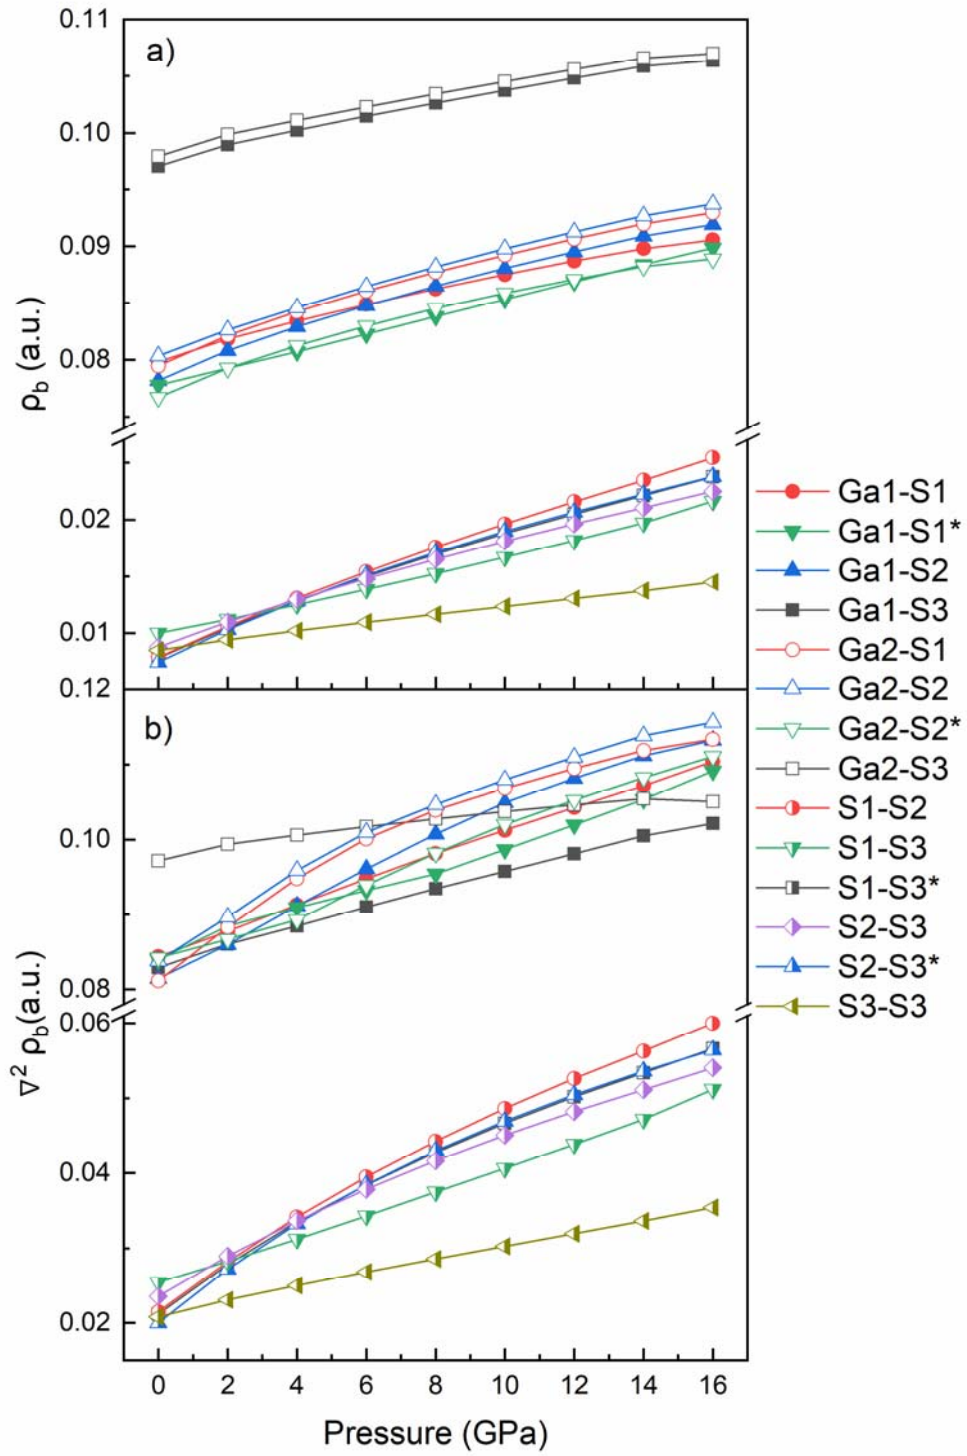 0.11
a)
0.10
0.09
0.08
0.02
0.01
ρb (a.u.)
Ga1-S1
Ga1-S1*
Ga1-S2
Ga1-S3
Ga2-S1
Ga2-S2
Ga2-S2*
Ga2-S3
S1-S2
S1-S3
S1-S3*
S2-S3
S2-S3*
S3-S3
0.12
b)
0.10
0.08
0.06
0.04
0.02
∇² ρb(a.u.)
0 2 4 6 8 10 12 14 16
Pressure (GPa)